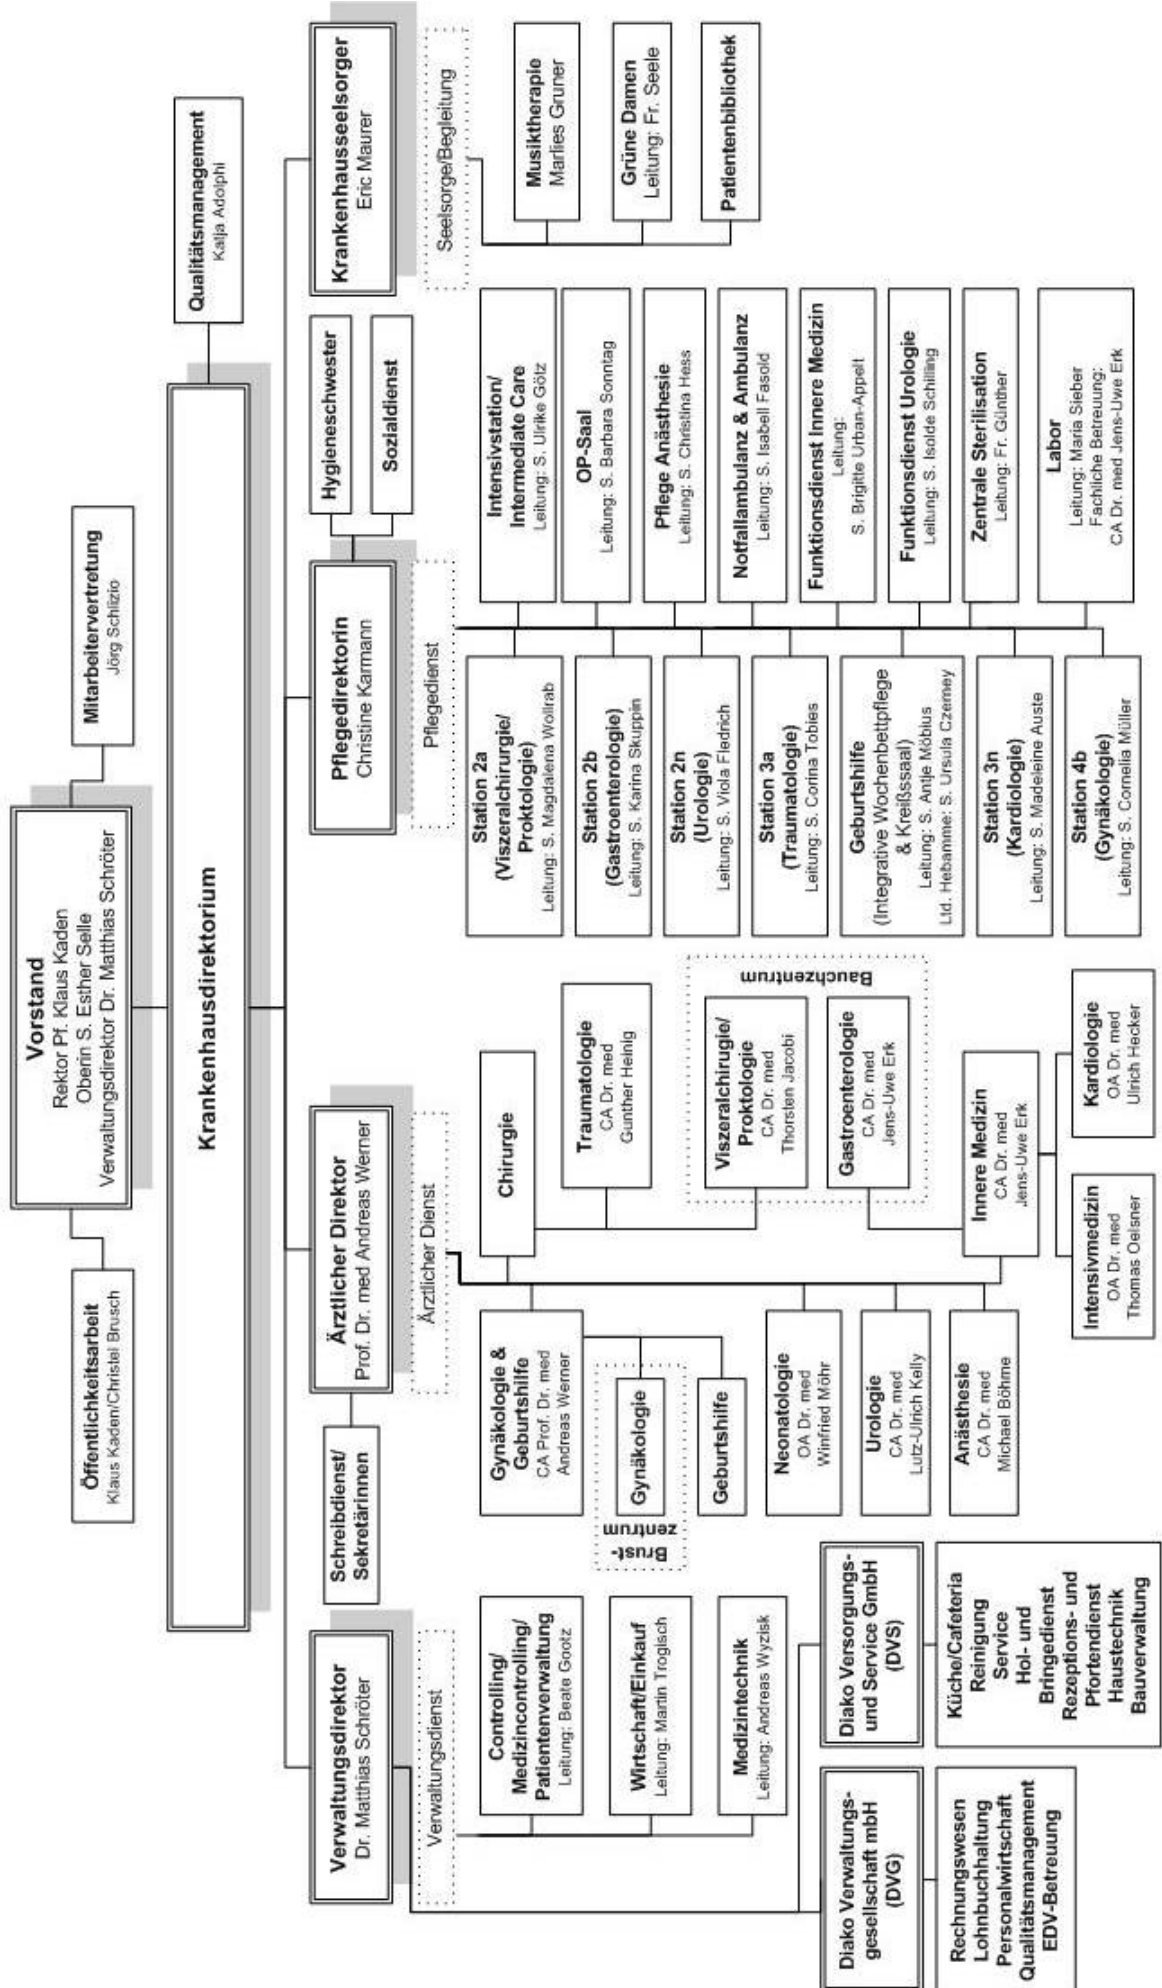 Vorstand
Rektor Pf. Klaus Kaden
Oberin S. Esther Selle
Verwaltungsdirektor Dr. Matthias Schröter
Öffentlichkeitsarbeit
Klaus Kaden/Christel Brusch
Mitarbeitervertretung
Jörg Schlizio
Krankenhausdirektorium
Qualitätsmanagement
Katja Adolphi
Verwaltungsdirektor
Dr. Matthias Schröter
Verwaltungsdienst
Controlling/
Medizincontrolling/
Patientenverwaltung
Leitung: Beate Gootz
Wirtschaft/Einkauf
Leitung: Martin Trogisch
Medizintechnik
Leitung: Andreas Wyzisk
Diako Verwaltungs-
gesellschaft mbH
(DVG)
Rechnungswesen
Lohnbuchhaltung
Personalwirtschaft
Qualitätsmanagement
EDV-Betreuung
Diako Versorgungs-
und Service GmbH
(DVS)
Küche/Cafeteria
Reinigung
Service
Hol- und
Bringedienst
Rezeptions- und
Pfortendienst
Haustechnik
Bauverwaltung
Schreibdienst/
Sekretärinnen
Ärztlicher Direktor
Prof. Dr. med Andreas Werner
Ärztlicher Dienst
Gynäkologie &
Geburtshilfe
CA Prof. Dr. med
Andreas Werner
Brust-
zentrum
Gynäkologie
Geburtshilfe
Neonatologie
OA Dr. med
Winfried Möhr
Urologie
CA Dr. med
Lutz-Ulrich Kelly
Anästhesie
CA Dr. med
Michael Böhme
Chirurgie
Traumatologie
CA Dr. med
Gunther Heinig
Bauchzentrum
Viszeralchirugie/
Proktologie
CA Dr. med
Thorsten Jacobi
Gastroenterologie
CA Dr. med
Jens-Uwe Erk
Innere Medizin
CA Dr. med
Jens-Uwe Erk
Intensivmedizin
OA Dr. med
Thomas Oelsner
Kardiologie
OA Dr. med
Ulrich Hecker
Pflegedirektorin
Christine Karmann
Hygieneschwester
Sozialdienst
Pflegedienst
Station 2a
(Viszeralchirurgie/
Proktologie)
Leitung: S. Magdalena Wollrab
Station 2b
(Gastroenterologie)
Leitung: S. Karina Skuppin
Station 2n
(Urologie)
Leitung: S. Viola Fledrich
Station 3a
(Traumatologie)
Leitung: S. Corina Tobies
Geburtshilfe
(Integrative Wochenbettpflege
& Kreißssaal)
Leitung: S. Antje Möbius
Ltd. Hebamme: S. Ursula Czerney
Station 3n
(Kardiologie)
Leitung: S. Madeleine Auste
Station 4b
(Gynäkologie)
Leitung: S. Cornelia Müller
Intensivstation/
Intermediate Care
Leitung: S. Ulrike Götz
OP-Saal
Leitung: S. Barbara Sonntag
Pflege Anästhesie
Leitung: S. Christina Hess
Notfallambulanz & Ambulanz
Leitung: S. Isabell Fasold
Funktionsdienst Innere Medizin
Leitung:
S. Brigitte Urban-Appelt
Funktionsdienst Urologie
Leitung: S. Isolde Schilling
Zentrale Sterilisation
Leitung: Fr. Günther
Labor
Leitung: Maria Sieber
Fachliche Betreuung:
CA Dr. med Jens-Uwe Erk
Krankenhausseelsorger
Eric Maurer
Seelsorge/Begleitung
Musiktherapie
Marlies Gruner
Grüne Damen
Leitung: Fr. Seele
Patientenbibliothek